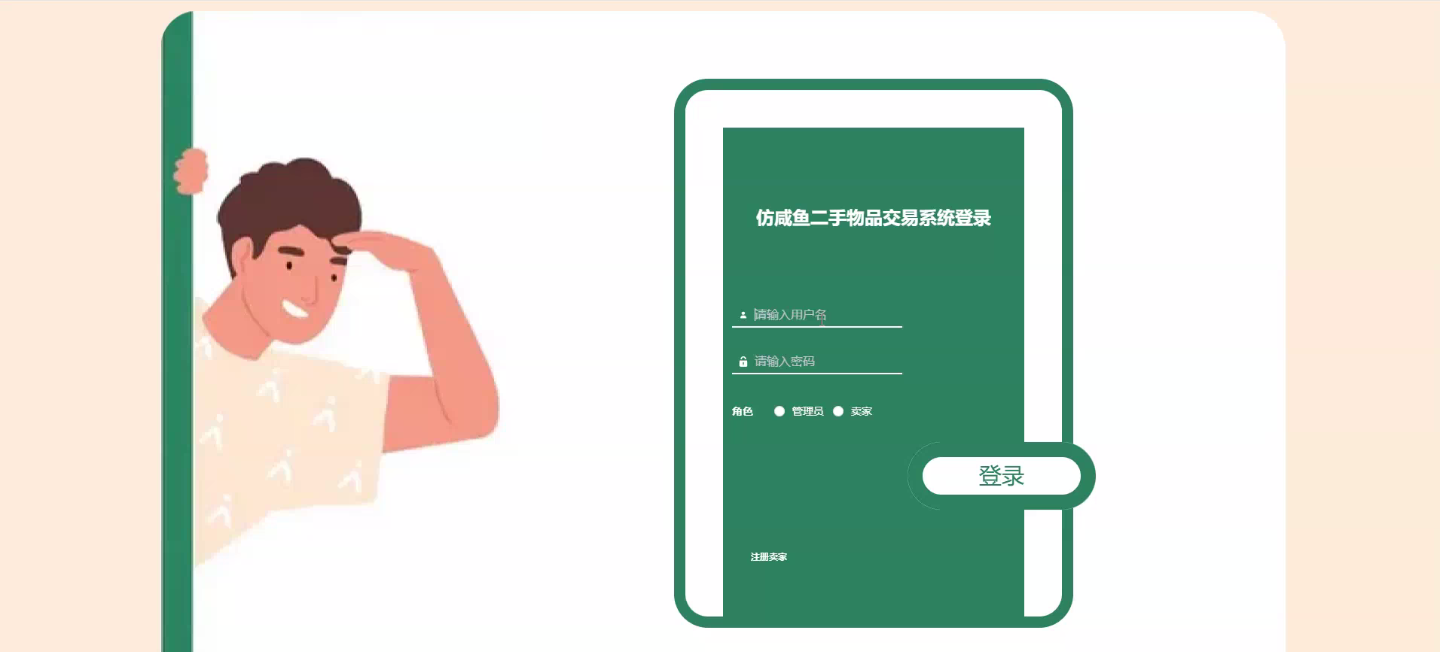 仿咸鱼二手物品交易系统登录
请输入用户名
请输入密码
角色 管理员 卖家
登录
注册卖家